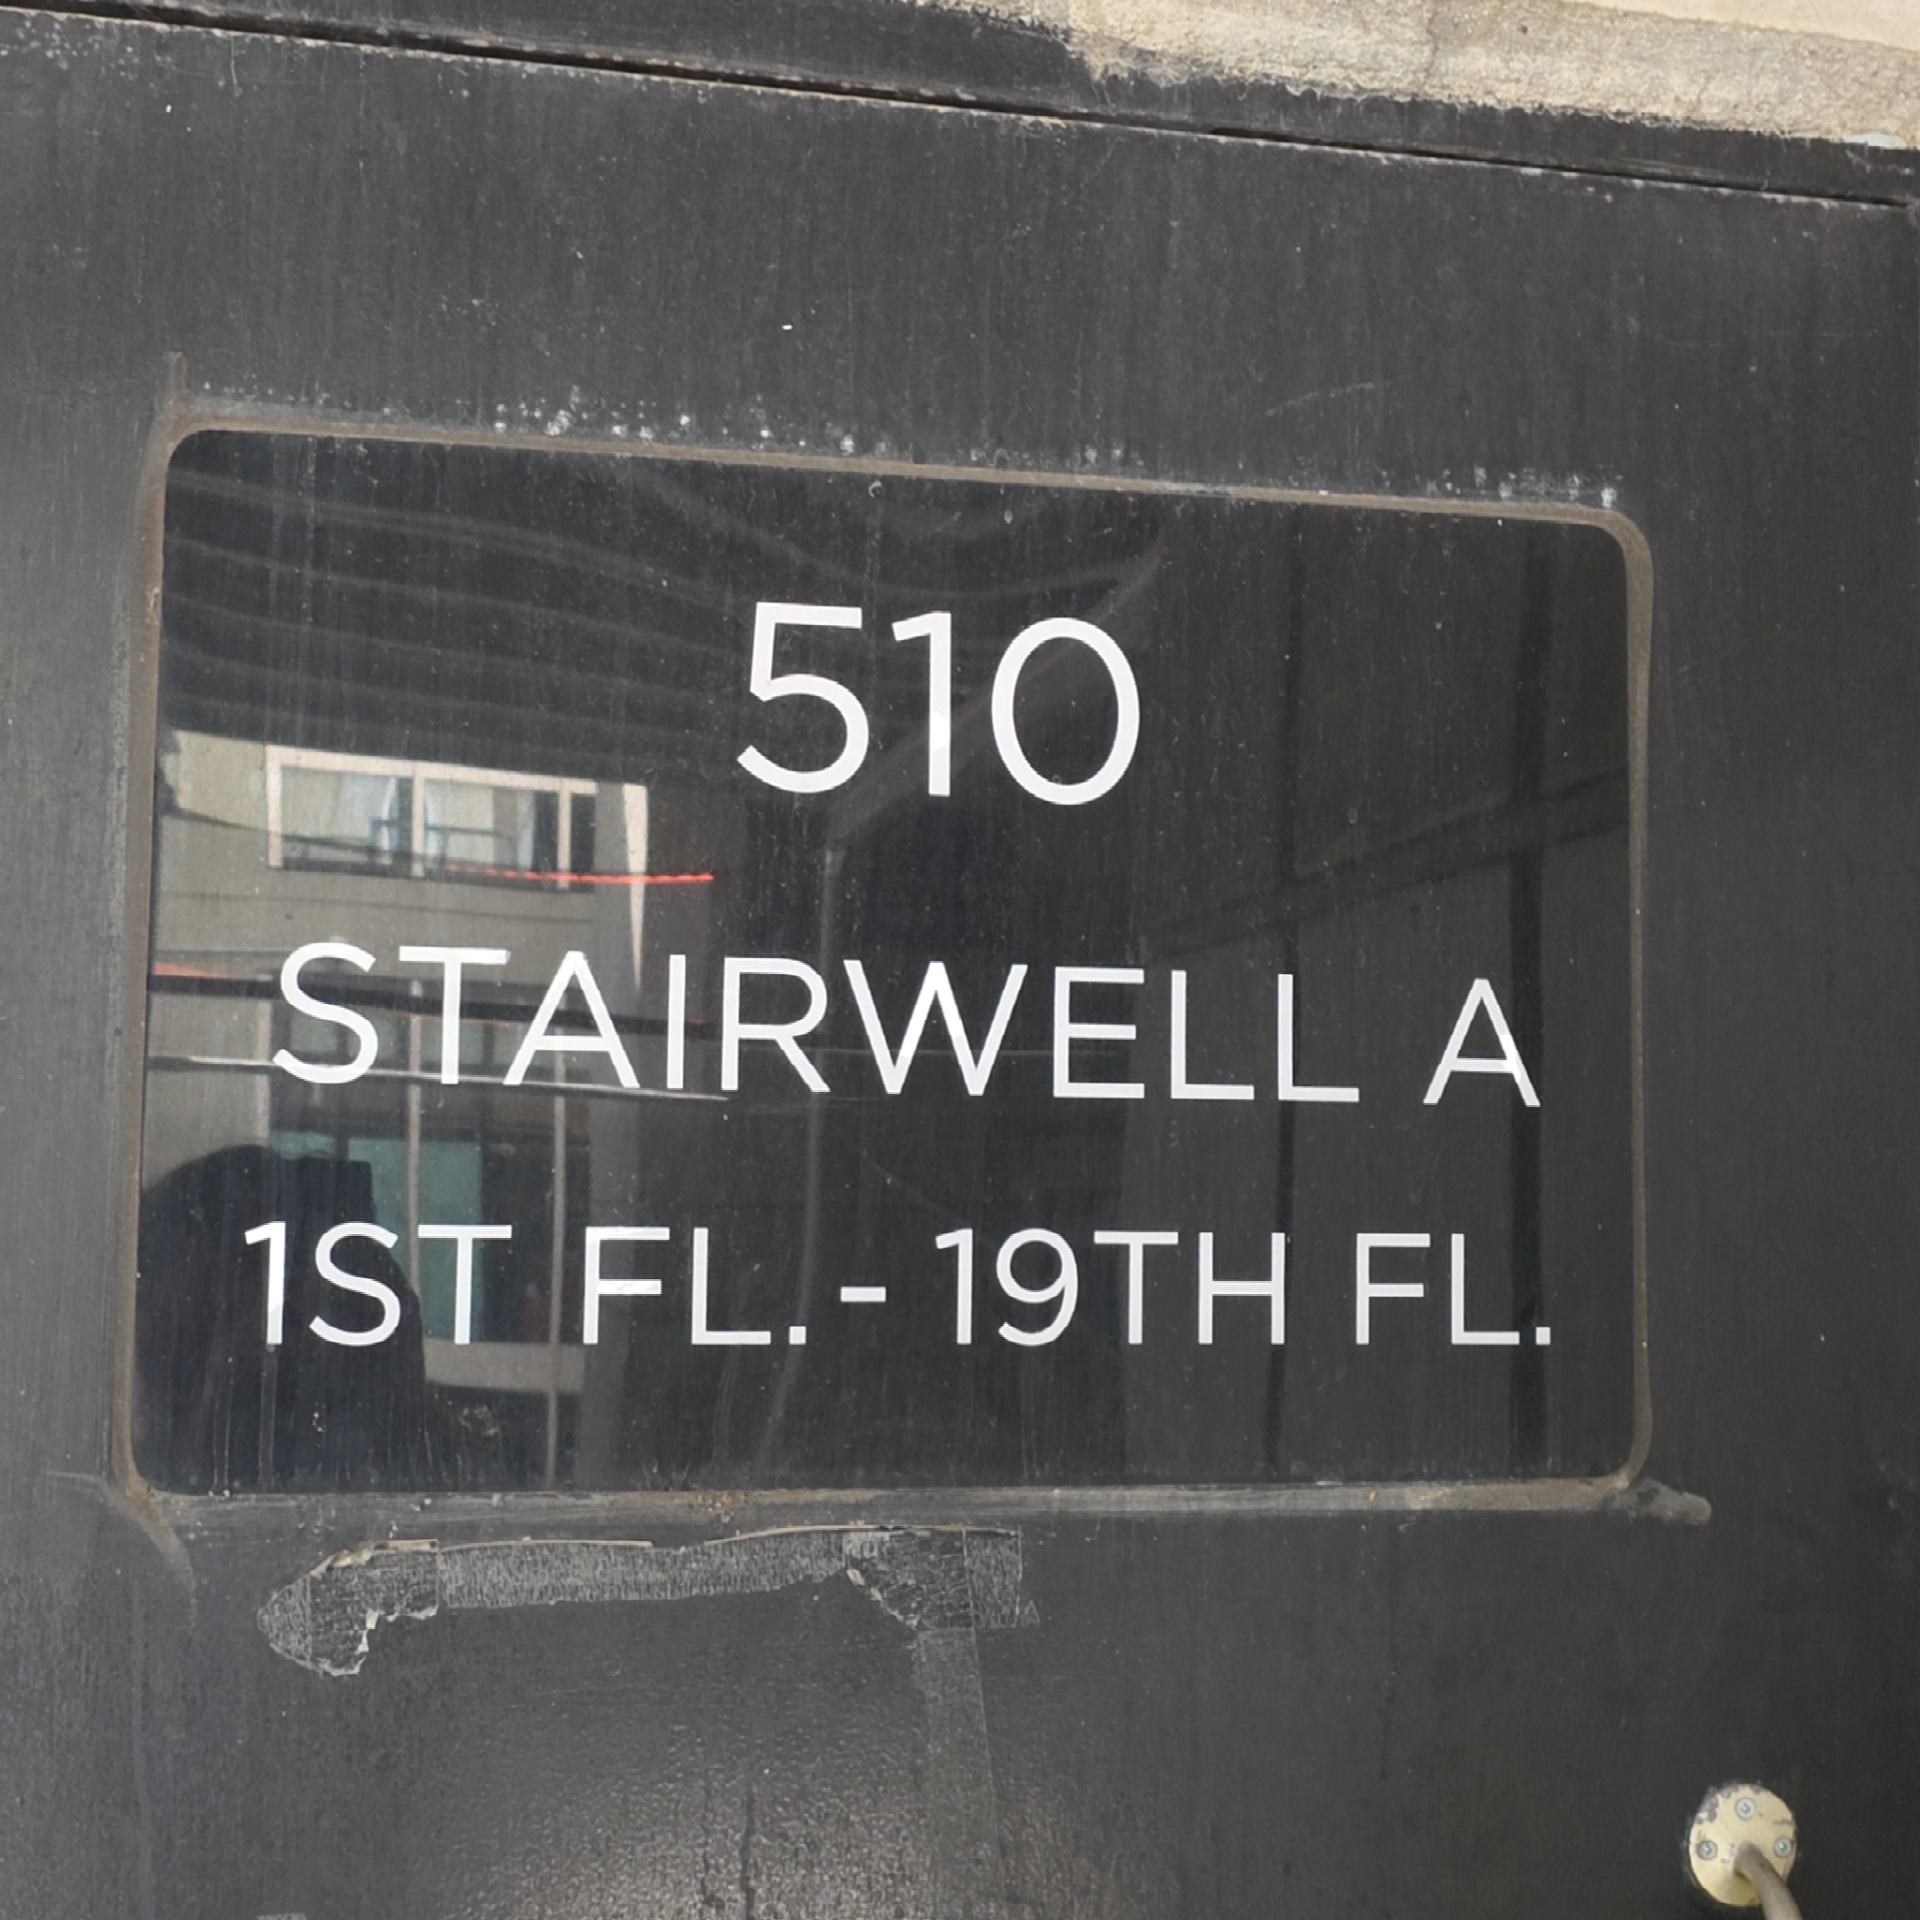 510
STAIRWELL A
1ST FL. - 19TH FL.